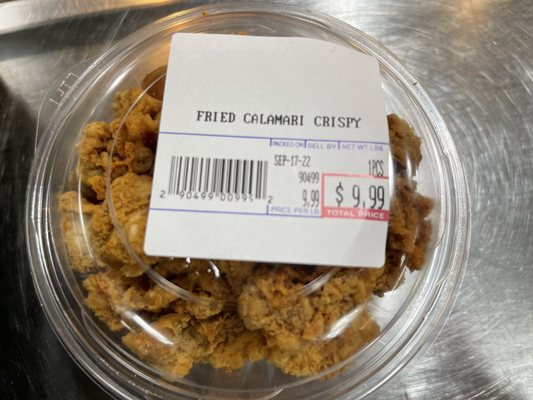 FRIED CALAMARI CRISPY
PACKED ON SELL BY NET WT. LBS.
SEP-17-22 1PCS
90499
9.99 $ 9.99
2 90499 00999 2
PRICE PER LB TOTAL PRICE